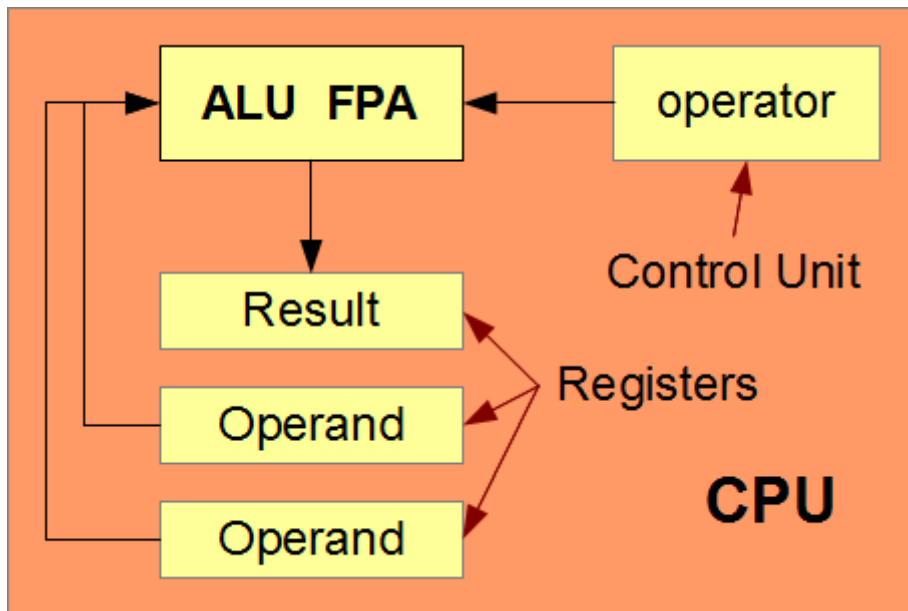 ALU FPA
operator
Control Unit
Result
Registers
Operand
Operand
CPU